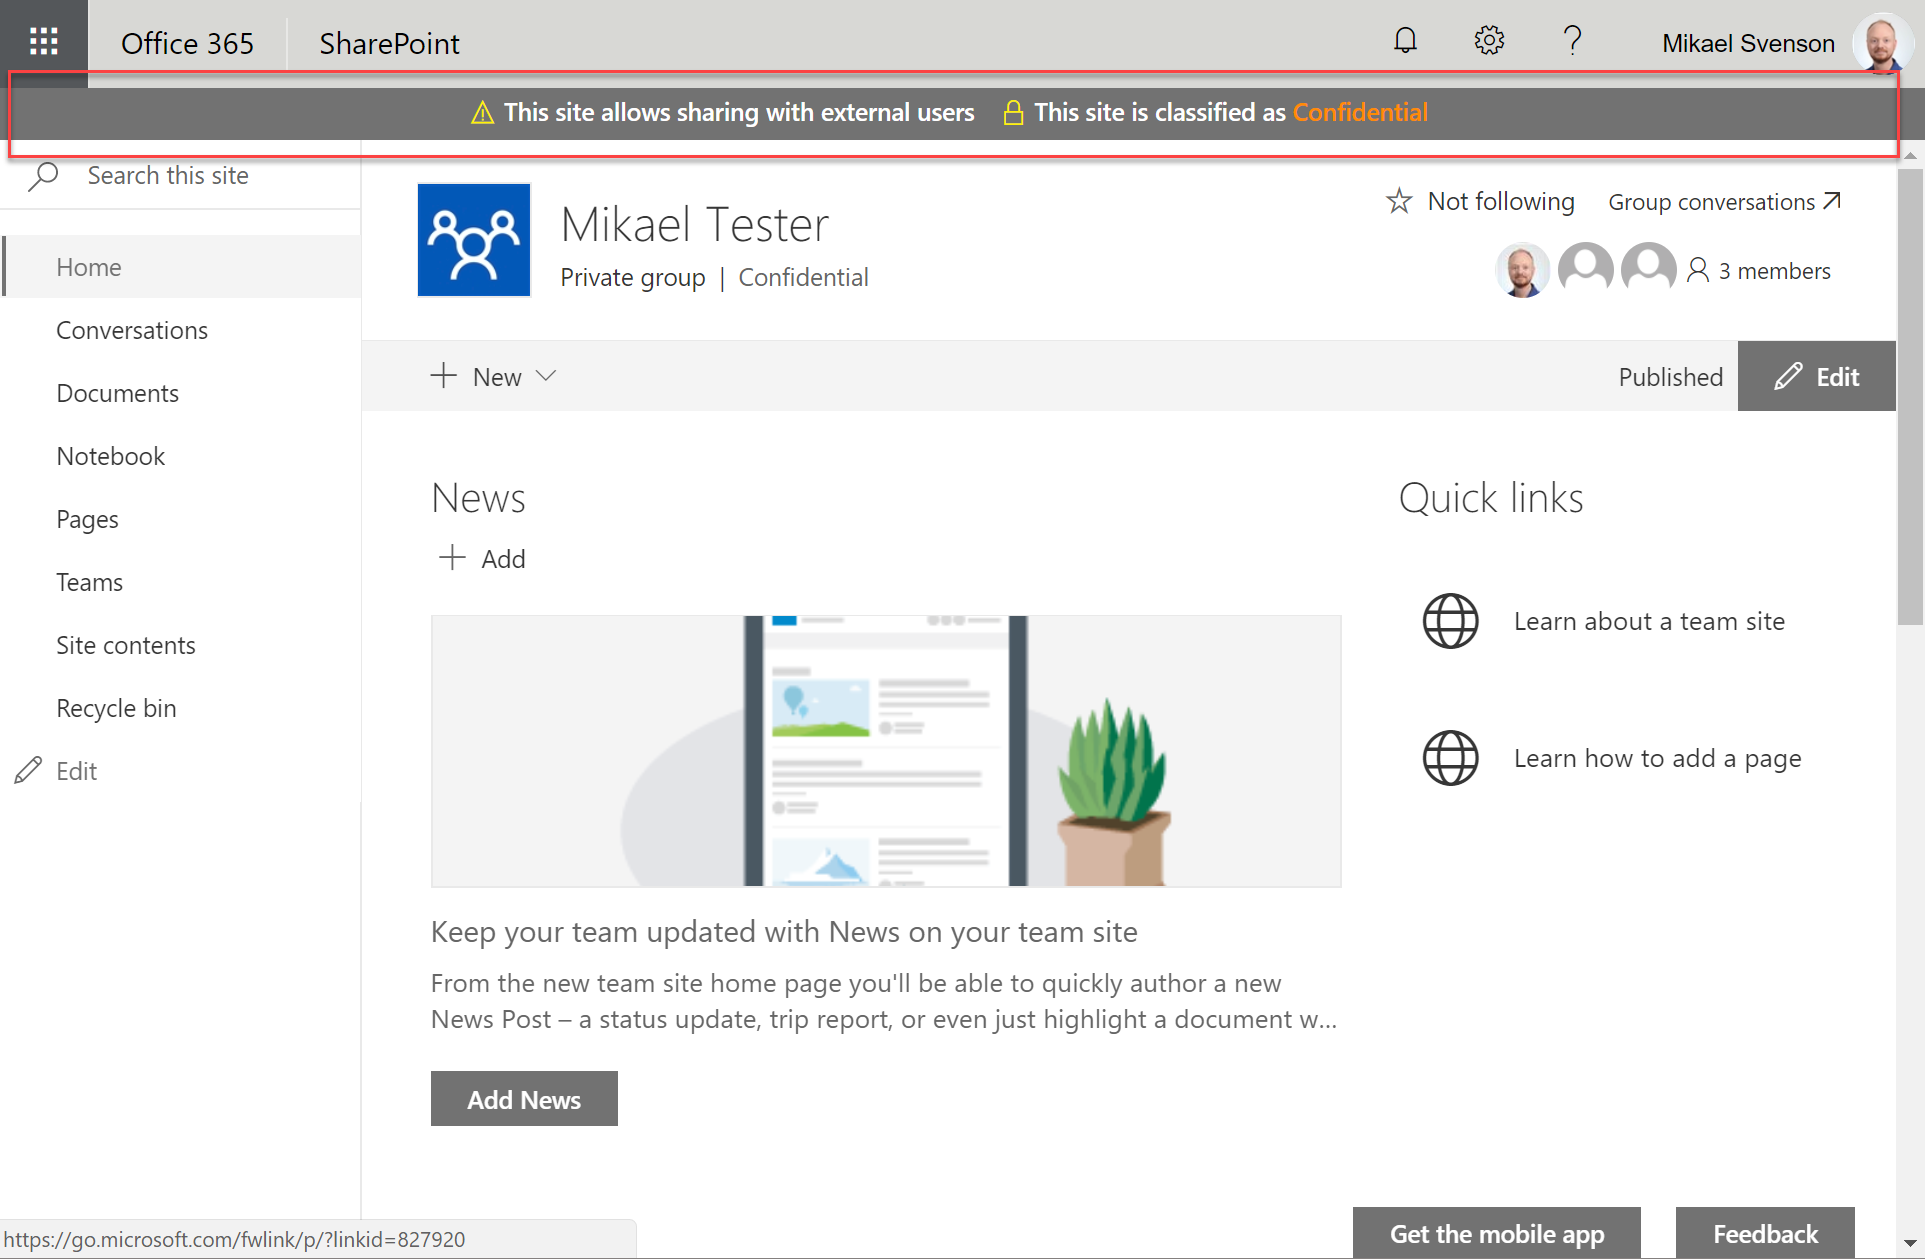 Office 365 SharePoint Mikael Svenson
This site allows sharing with external users This site is classified as Confidential
Search this site
Home
Conversations
Documents
Notebook
Pages
Teams
Site contents
Recycle bin
Edit
Mikael Tester
Private group | Confidential
Not following Group conversations
3 members
New Published Edit
News
Add
Keep your team updated with News on your team site
From the new team site home page you'll be able to quickly author a new
News Post – a status update, trip report, or even just highlight a document w...
Add News
Quick links
Learn about a team site
Learn how to add a page
Get the mobile app Feedback
https://go.microsoft.com/fwlink/p/?linkid=827920